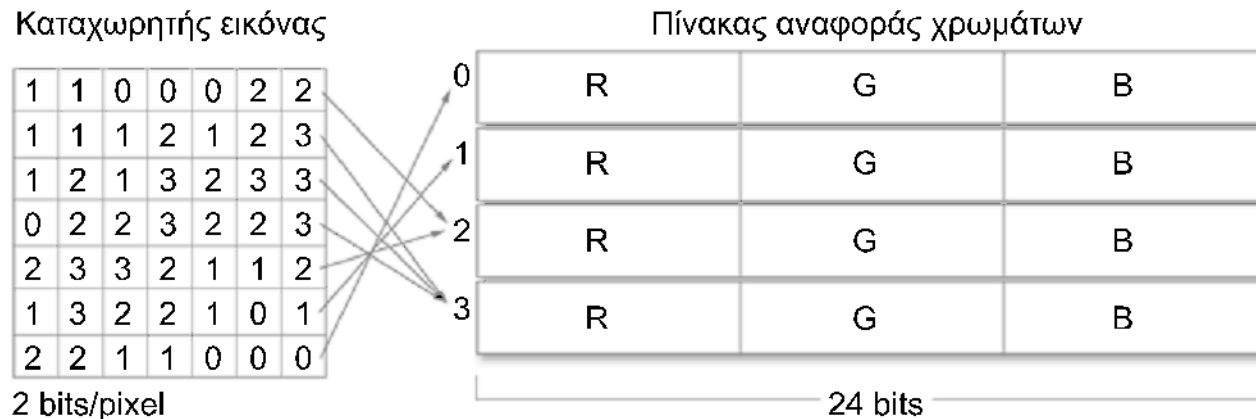 Καταχωρητής εικόνας
Πίνακας αναφοράς χρωμάτων
1 1 0 0 0 2 2
1 1 1 2 1 2 3
1 2 1 3 2 3 3
0 2 2 3 2 2 3
2 3 3 2 1 1 2
1 3 2 2 1 0 1
2 2 1 1 0 0 0
2 bits/pixel
0 R G B
1 R G B
2 R G B
3 R G B
24 bits